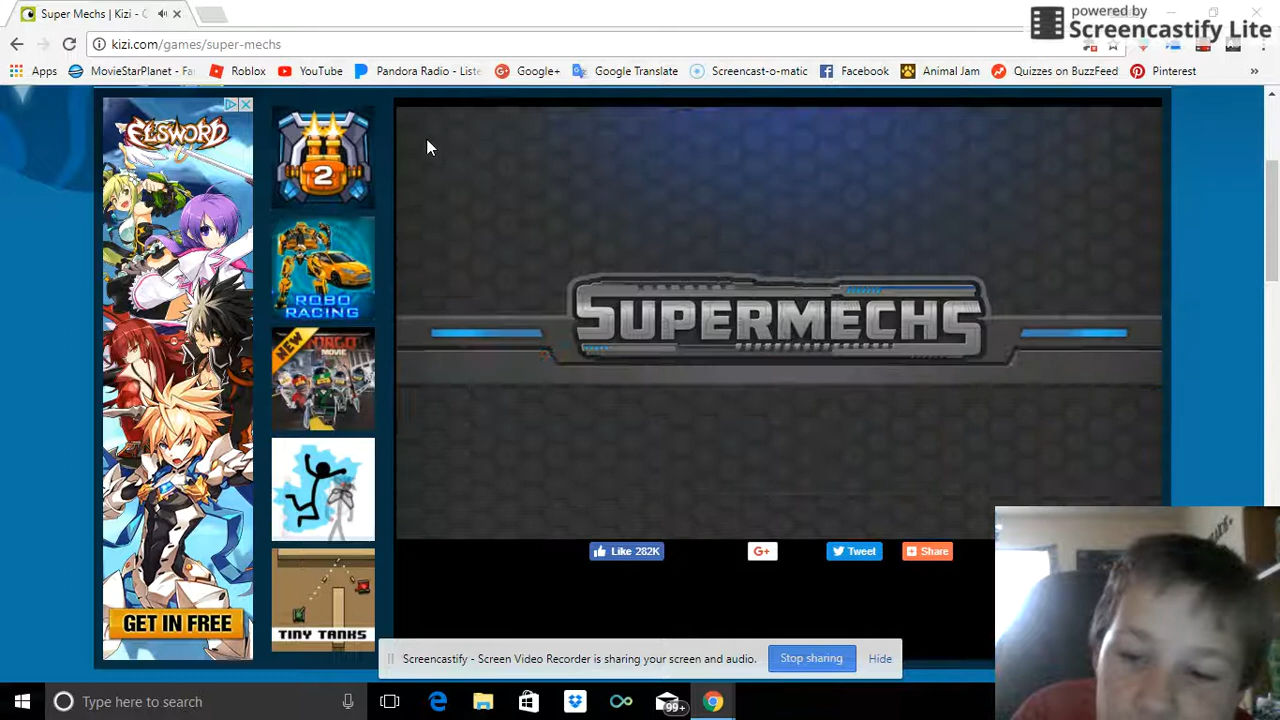 powered by
Screencastify Lite
Super Mechs | Kizi - G
kizi.com/games/super-mechs
Apps
MovieStarPlanet - Fa
Roblox
YouTube
Pandora Radio - Liste
Google+
Google Translate
Screencast-o-matic
Facebook
Animal Jam
Quizzes on BuzzFeed
Pinterest
»
ELSWORD
2
ROBO
RACING
NEW
MOVIE
SUPERMECHS
Like 282K
G+
Tweet
Share
GET IN FREE
TINY TANKS
Screencastify - Screen Video Recorder is sharing your screen and audio.
Stop sharing
Hide
Type here to search
99+